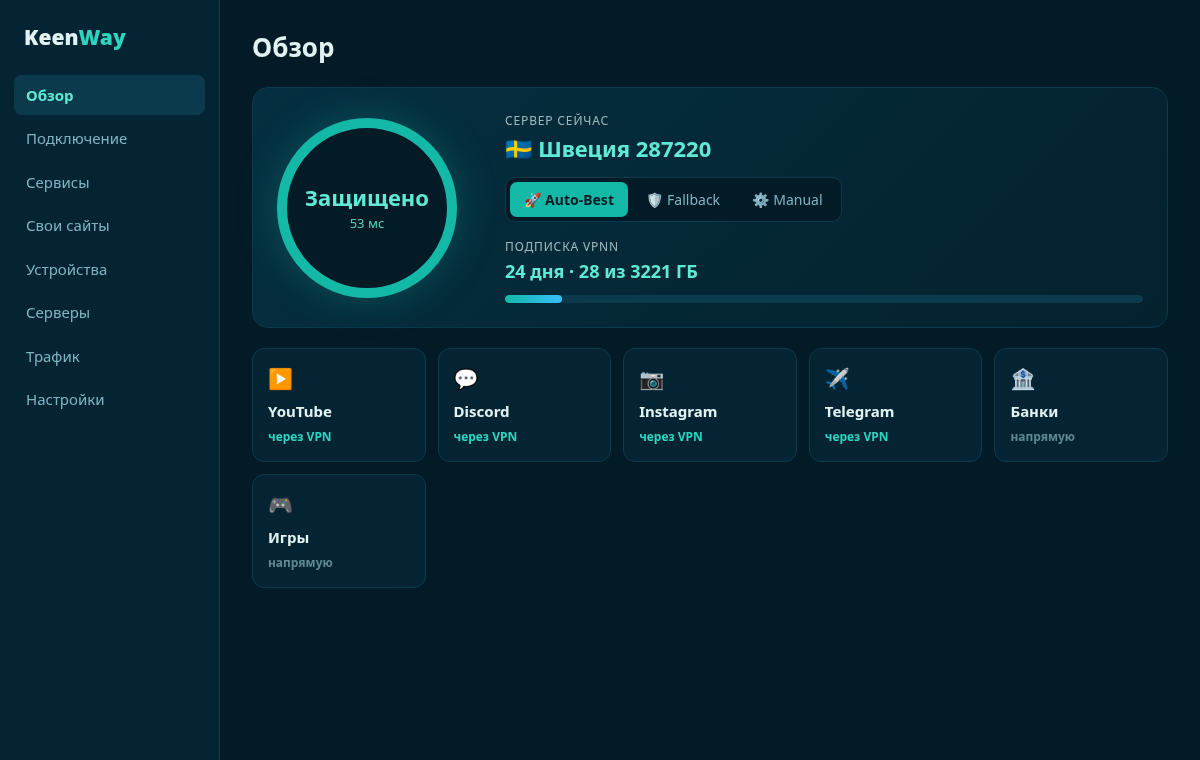 KeenWay
Обзор
Подключение
Сервисы
Свои сайты
Устройства
Серверы
Трафик
Настройки
Обзор
Защищено
53 мс
СЕРВЕР СЕЙЧАС
🇸🇪 Швеция 287220
🚀 Auto-Best 🛡️ Fallback ⚙️ Manual
ПОДПИСКА VPNN
24 дня · 28 из 3221 ГБ
YouTube
через VPN
Discord
через VPN
Instagram
через VPN
Telegram
через VPN
Банки
напрямую
Игры
напрямую